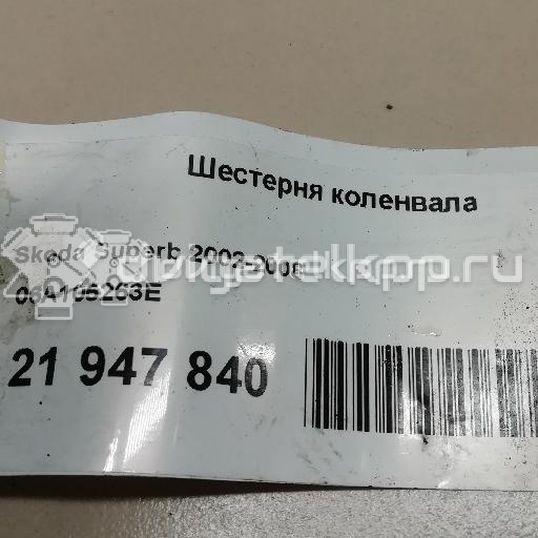 Шестерня коленвала
Skoda Superb 2002-2008
06A105263E
21 947 840